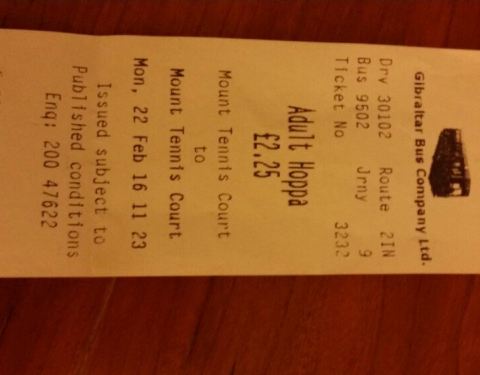 Gibraltar Bus Company Ltd.
Drv 30102 Route 2IN
Bus 9502 Jrny 9
Ticket No 3232
Adult Hoppa
£2.25
Mount Tennis Court
to
Mount Tennis Court
Mon, 22 Feb 16 11 23
Issued subject to
Published conditions
Enq: 200 47622